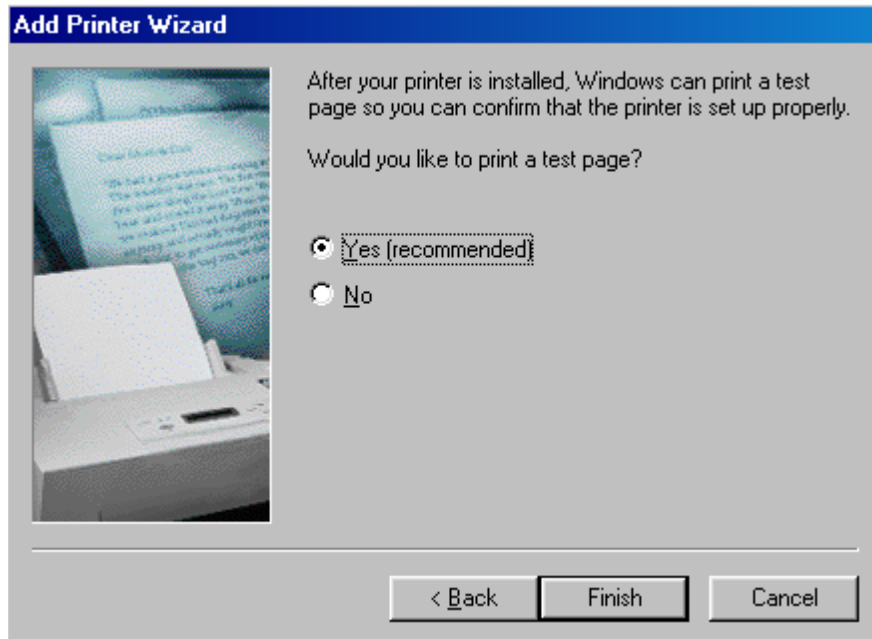 Add Printer Wizard
After your printer is installed, Windows can print a test
page so you can confirm that the printer is set up properly.
Would you like to print a test page?
Yes (recommended)
No
< Back
Finish
Cancel